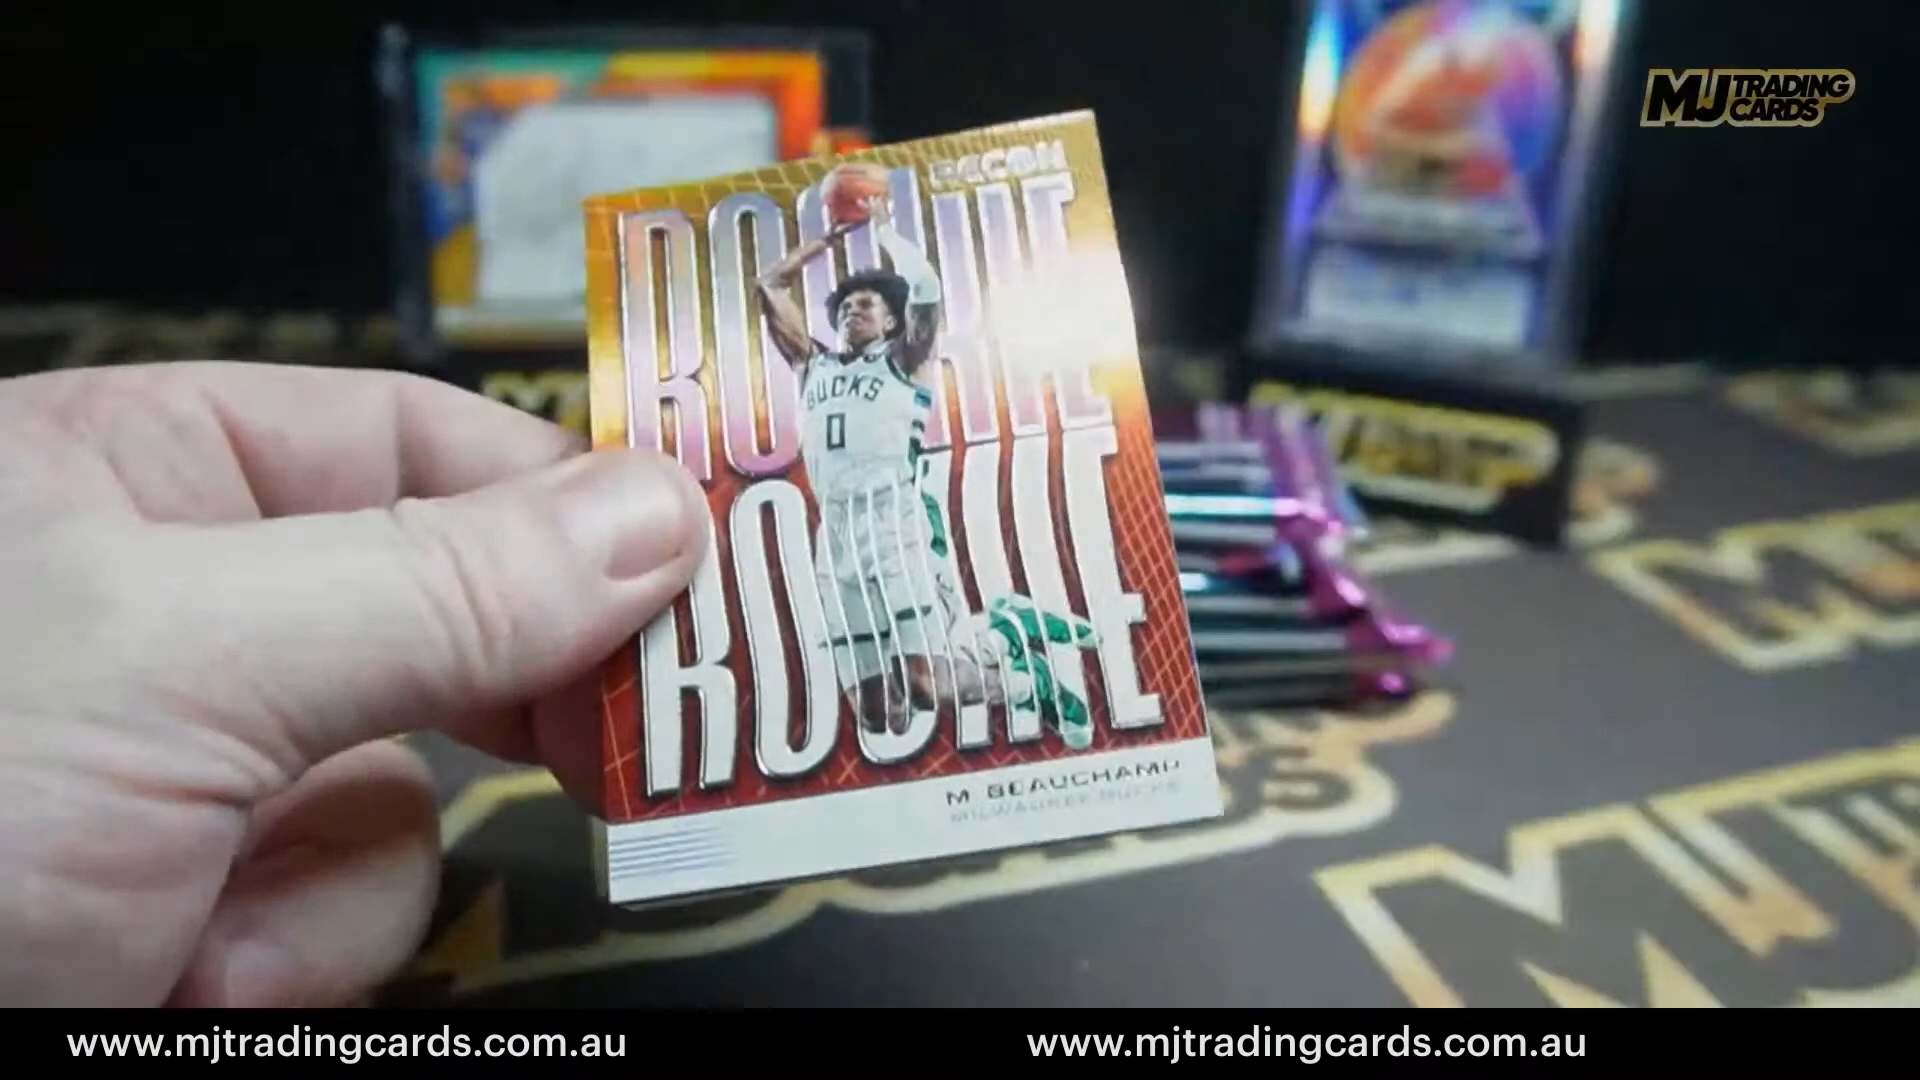 MJ TRADING
CARDS
RECON
ROOKIE
ROOKIE
BUCKS
0
M BEAUCHAMP
MILWAUKEE BUCKS
www.mjtradingcards.com.au
www.mjtradingcards.com.au